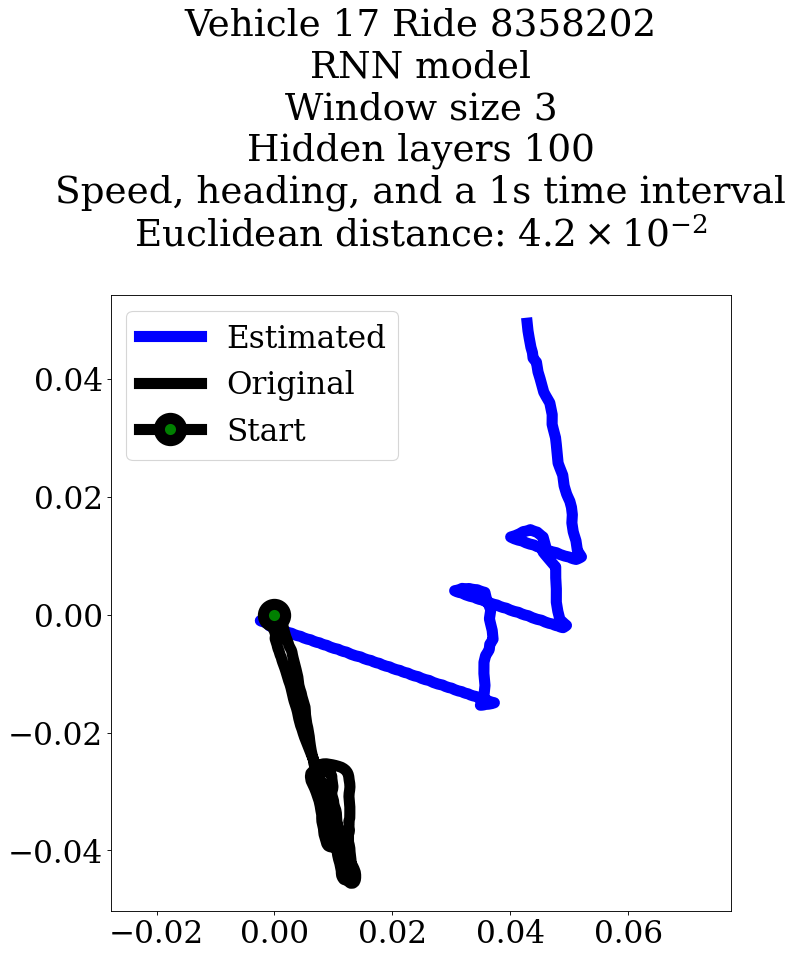 Vehicle 17 Ride 8358202
RNN model
Window size 3
Hidden layers 100
Speed, heading, and a 1s time interval
Euclidean distance: 4.2 × 10⁻²
Estimated
Original
Start
0.04
0.02
0.00
−0.02
−0.04
−0.02 0.00 0.02 0.04 0.06